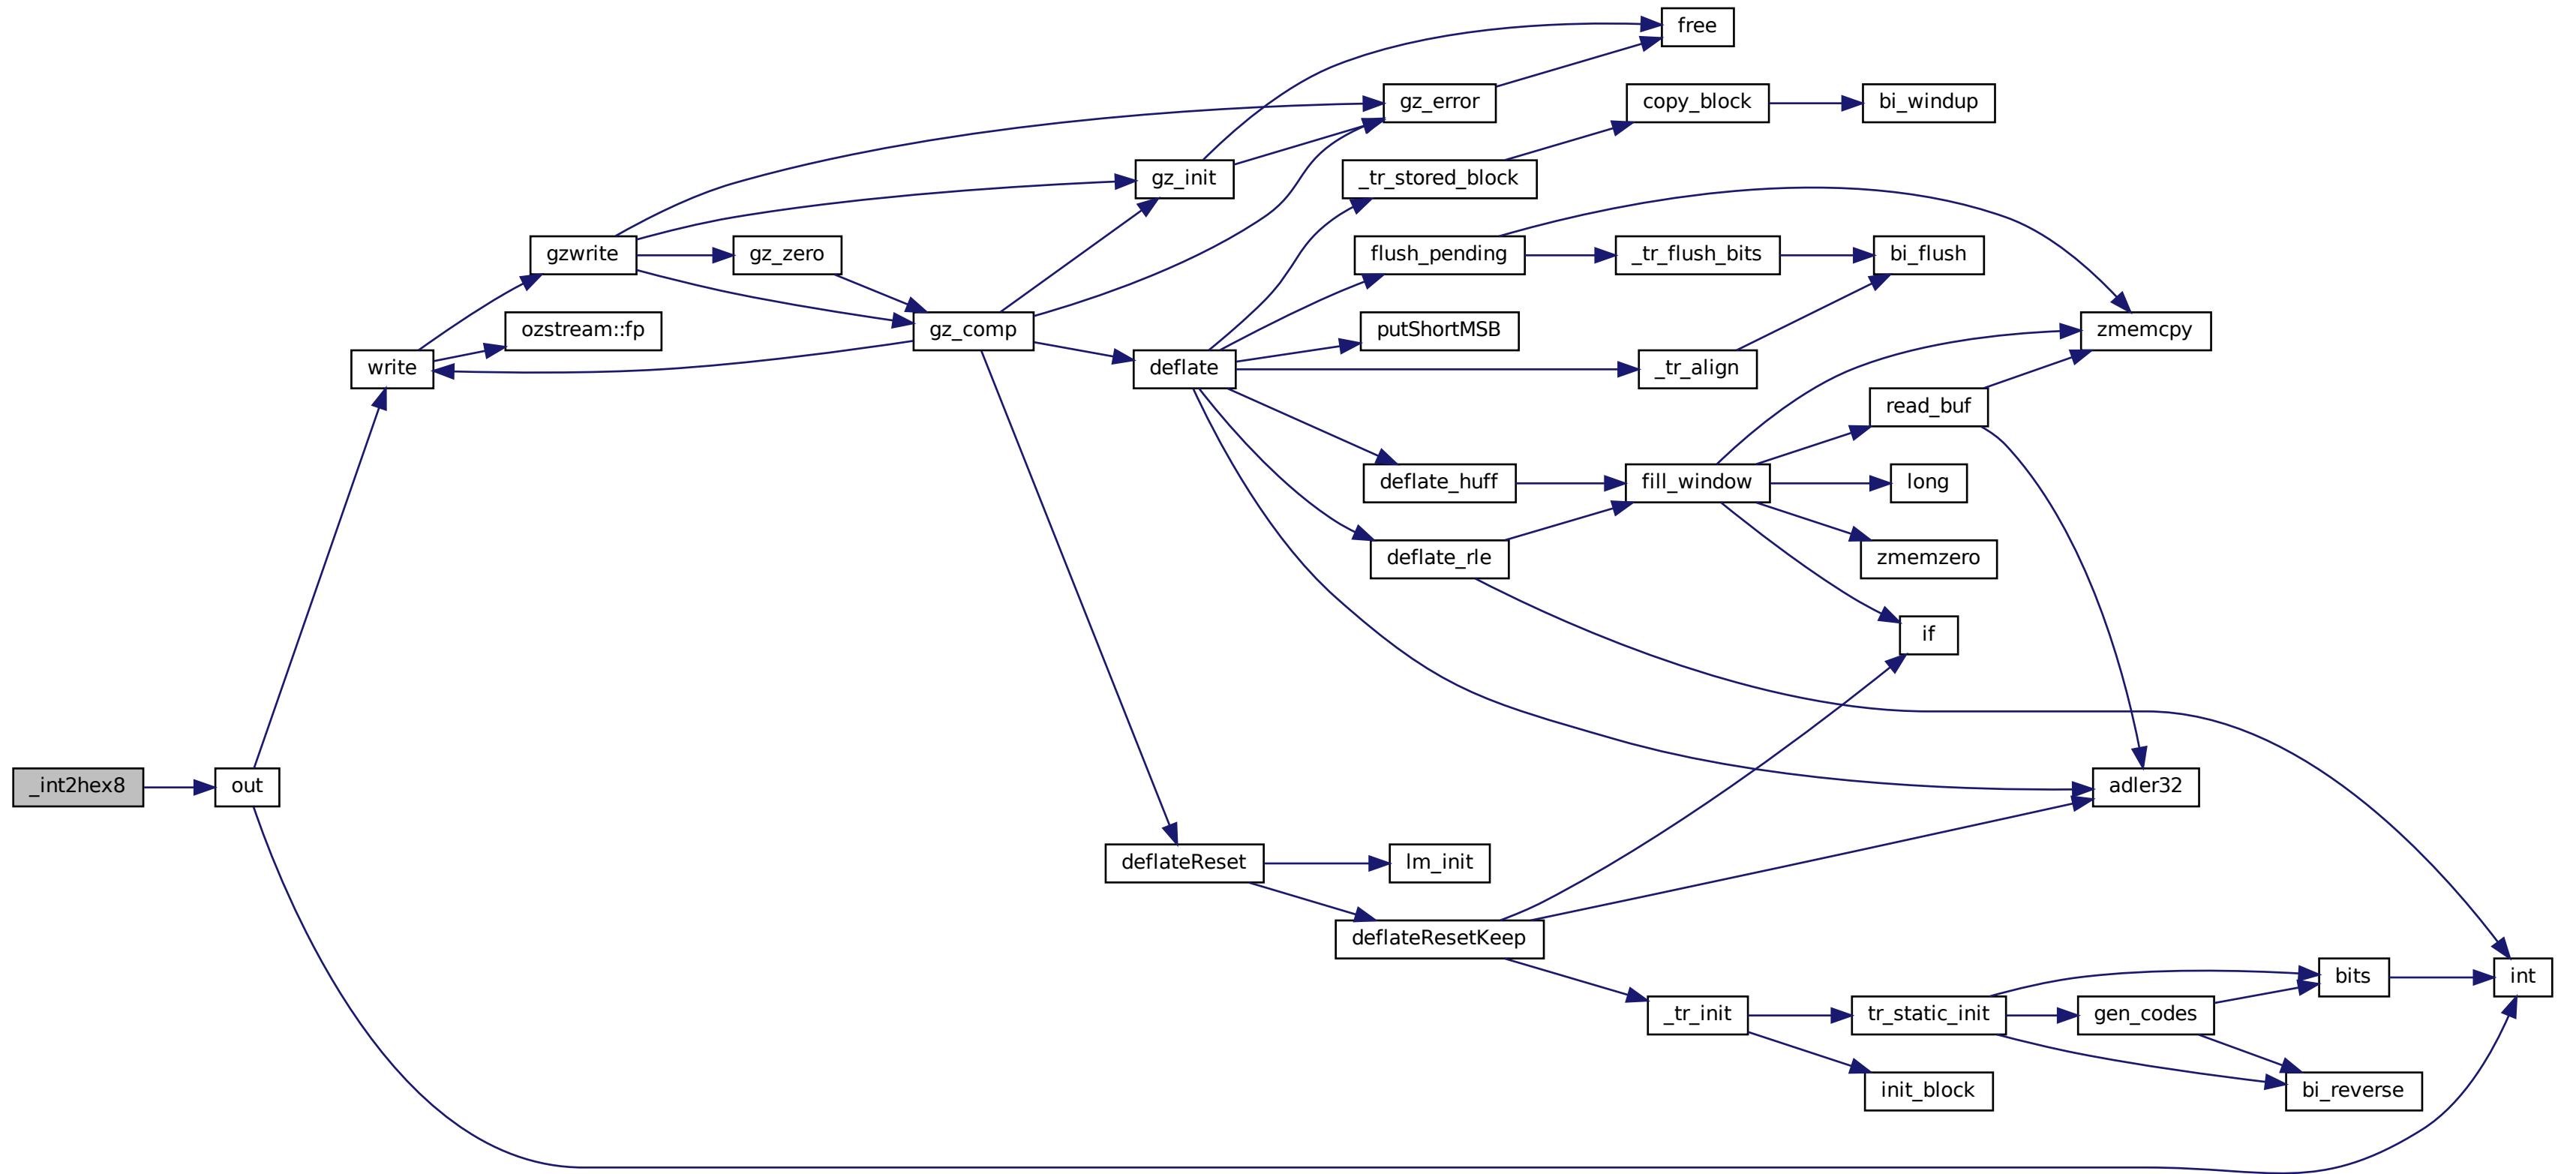 free
gz_error
copy_block
bi_windup
gz_init
_tr_stored_block
gzwrite
gz_zero
flush_pending
_tr_flush_bits
bi_flush
ozstream::fp
gz_comp
putShortMSB
zmemcpy
write
deflate
_tr_align
read_buf
deflate_huff
fill_window
long
deflate_rle
zmemzero
if
_int2hex8
out
adler32
deflateReset
lm_init
deflateResetKeep
bits
int
_tr_init
tr_static_init
gen_codes
init_block
bi_reverse